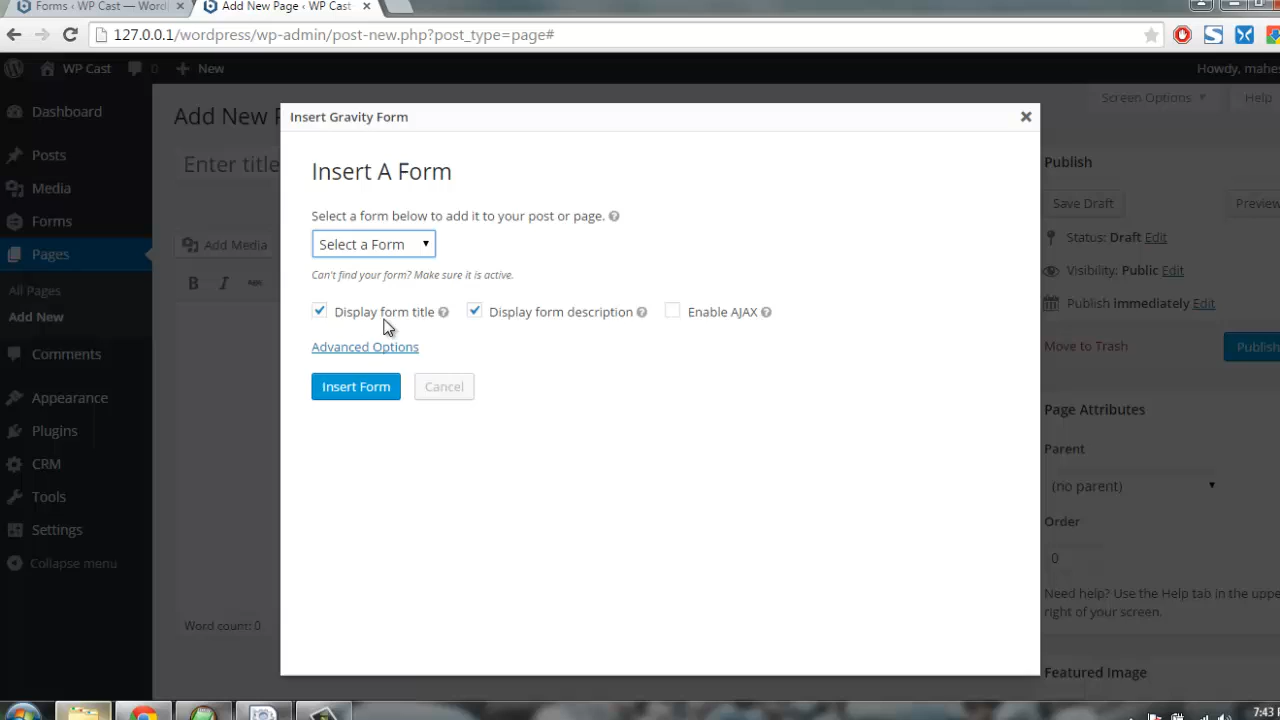 Forms ‹ WP Cast — Word
Add New Page ‹ WP Cast
127.0.0.1/wordpress/wp-admin/post-new.php?post_type=page#
WP Cast
0
New
Howdy, mahes
Dashboard
Posts
Media
Forms
Pages
All Pages
Add New
Comments
Appearance
Plugins
CRM
Tools
Settings
Collapse menu
Add New P
Enter title
Add Media
B I ABC
Word count: 0
Insert Gravity Form
Insert A Form
Select a form below to add it to your post or page.
Select a Form
Can't find your form? Make sure it is active.
Display form title Display form description Enable AJAX
Advanced Options
Insert Form Cancel
Screen Options Help
Publish
Save Draft Preview
Status: Draft Edit
Visibility: Public Edit
Publish immediately Edit
Move to Trash Publish
Page Attributes
Parent
(no parent)
Order
0
Need help? Use the Help tab in the uppe
right of your screen.
Featured Image
7:43 P